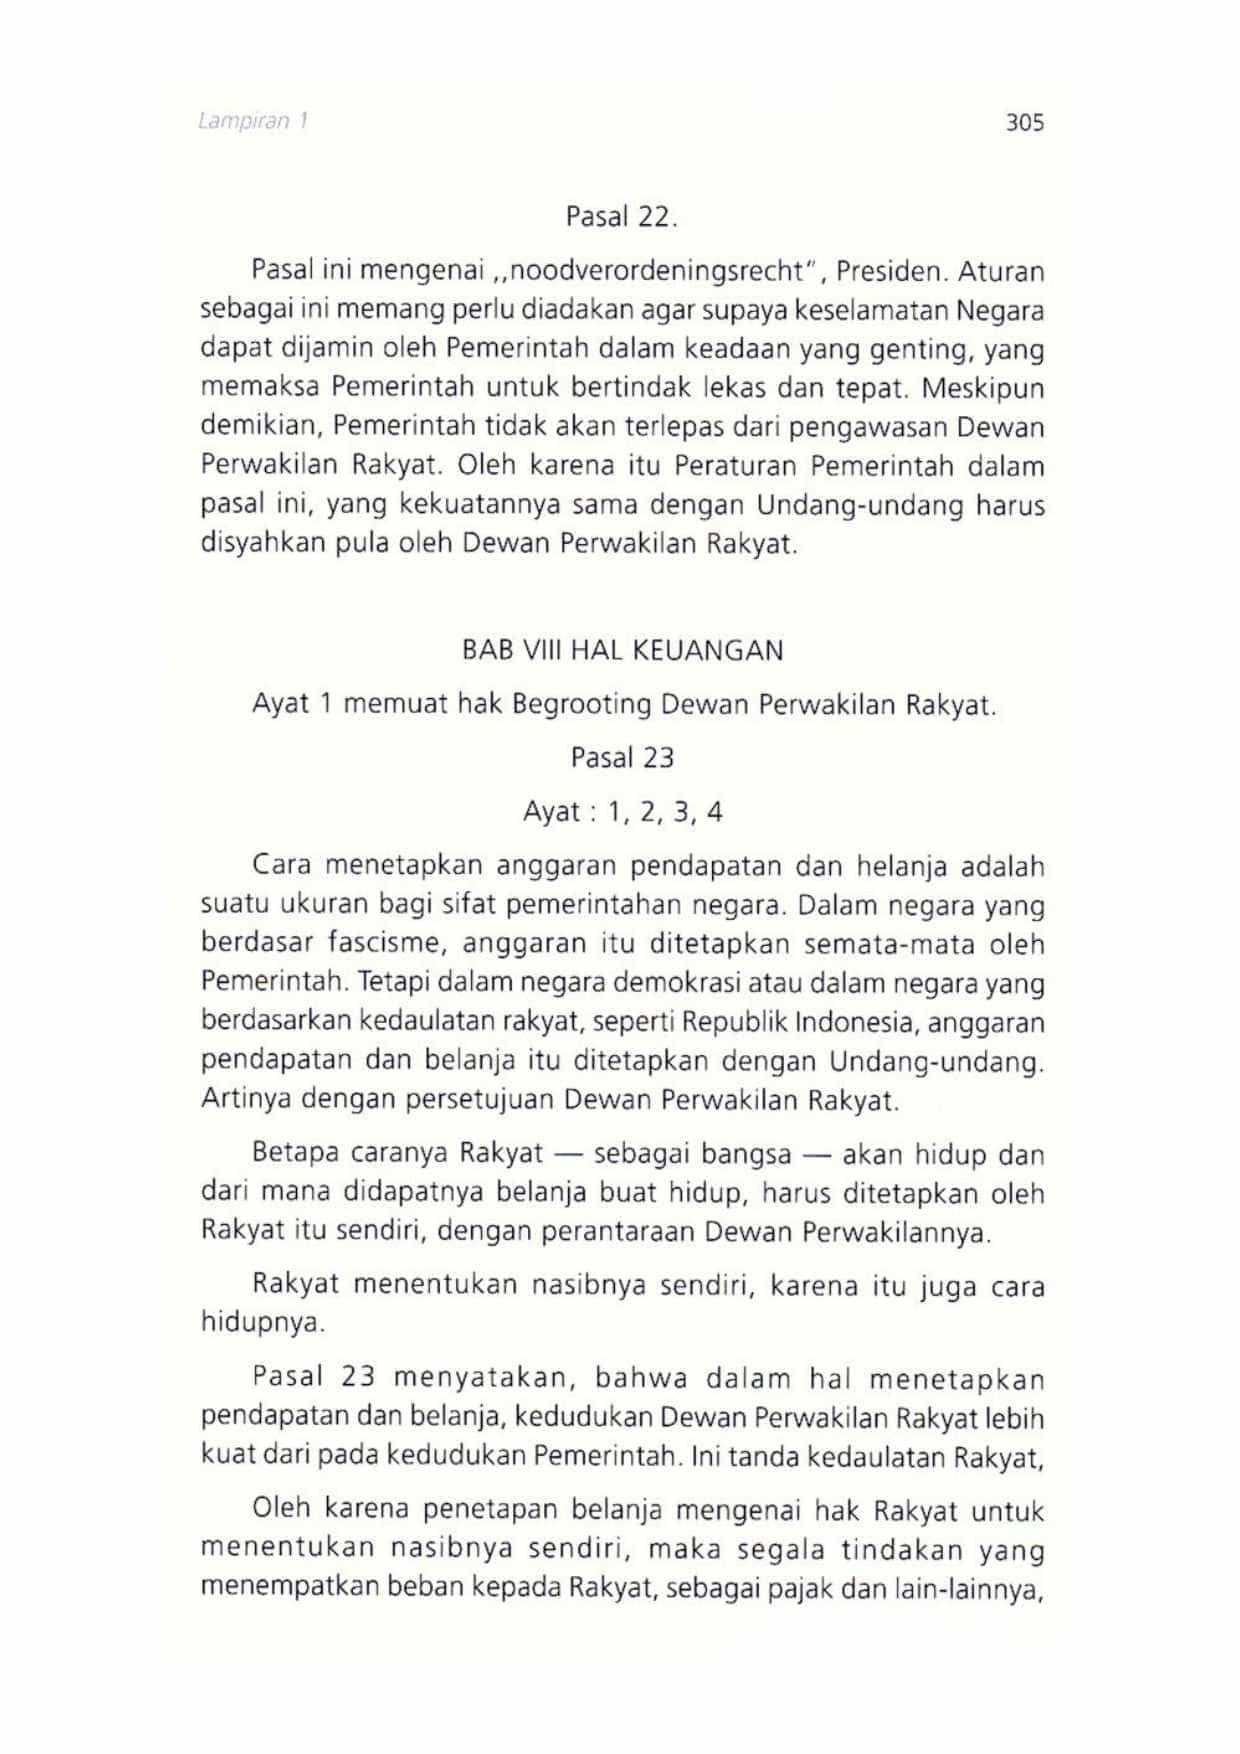 Lampiran 1
305
Pasal 22.
Pasal ini mengenai ,,noodverordeningsrecht", Presiden. Aturan
sebagai ini memang perlu diadakan agar supaya keselamatan Negara
dapat dijamin oleh Pemerintah dalam keadaan yang genting, yang
memaksa Pemerintah untuk bertindak lekas dan tepat. Meskipun
demikian, Pemerintah tidak akan terlepas dari pengawasan Dewan
Perwakilan Rakyat. Oleh karena itu Peraturan Pemerintah dalam
pasal ini, yang kekuatannya sama dengan Undang-undang harus
disyahkan pula oleh Dewan Perwakilan Rakyat.
BAB VIII HAL KEUANGAN
Ayat 1 memuat hak Begrooting Dewan Perwakilan Rakyat.
Pasal 23
Ayat : 1, 2, 3, 4
Cara menetapkan anggaran pendapatan dan helanja adalah
suatu ukuran bagi sifat pemerintahan negara. Dalam negara yang
berdasar fascisme, anggaran itu ditetapkan semata-mata oleh
Pemerintah. Tetapi dalam negara demokrasi atau dalam negara yang
berdasarkan kedaulatan rakyat, seperti Republik Indonesia, anggaran
pendapatan dan belanja itu ditetapkan dengan Undang-undang.
Artinya dengan persetujuan Dewan Perwakilan Rakyat.
Betapa caranya Rakyat — sebagai bangsa — akan hidup dan
dari mana didapatnya belanja buat hidup, harus ditetapkan oleh
Rakyat itu sendiri, dengan perantaraan Dewan Perwakilannya.
Rakyat menentukan nasibnya sendiri, karena itu juga cara
hidupnya.
Pasal 23 menyatakan, bahwa dalam hal menetapkan
pendapatan dan belanja, kedudukan Dewan Perwakilan Rakyat lebih
kuat dari pada kedudukan Pemerintah. Ini tanda kedaulatan Rakyat,
Oleh karena penetapan belanja mengenai hak Rakyat untuk
menentukan nasibnya sendiri, maka segala tindakan yang
menempatkan beban kepada Rakyat, sebagai pajak dan lain-lainnya,